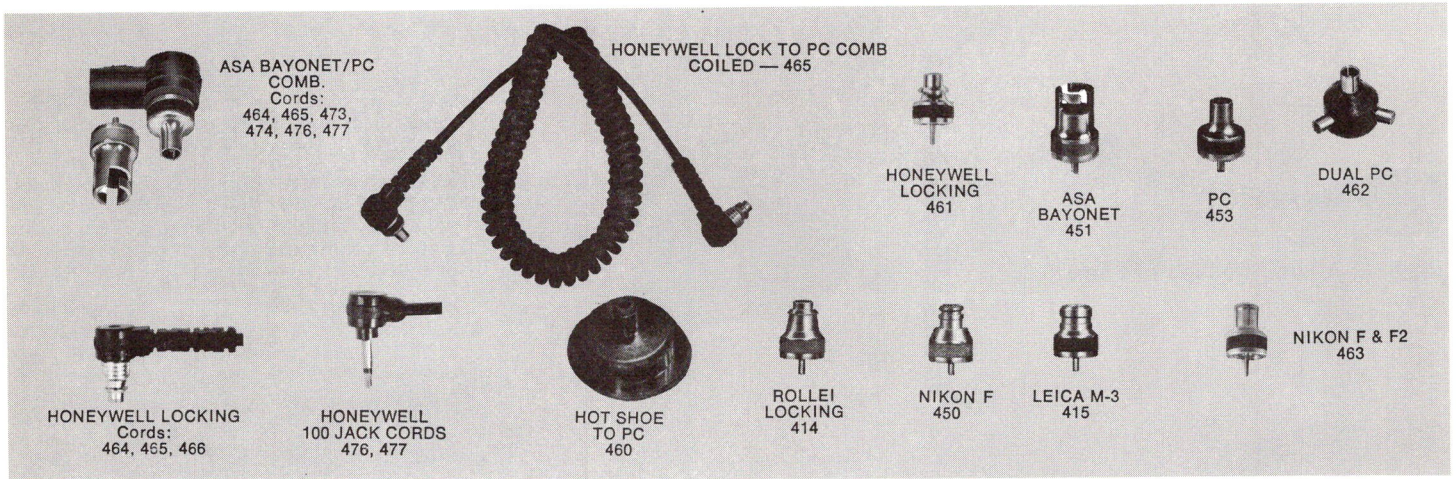 ASA BAYONET/PC
COMB.
Cords:
464, 465, 473,
474, 476, 477
HONEYWELL LOCK TO PC COMB
COILED — 465
HONEYWELL
LOCKING
461
ASA
BAYONET
451
PC
453
DUAL PC
462
HONEYWELL LOCKING
Cords:
464, 465, 466
HONEYWELL
100 JACK CORDS
476, 477
HOT SHOE
TO PC
460
ROLLEI
LOCKING
414
NIKON F
450
LEICA M-3
415
NIKON F & F2
463